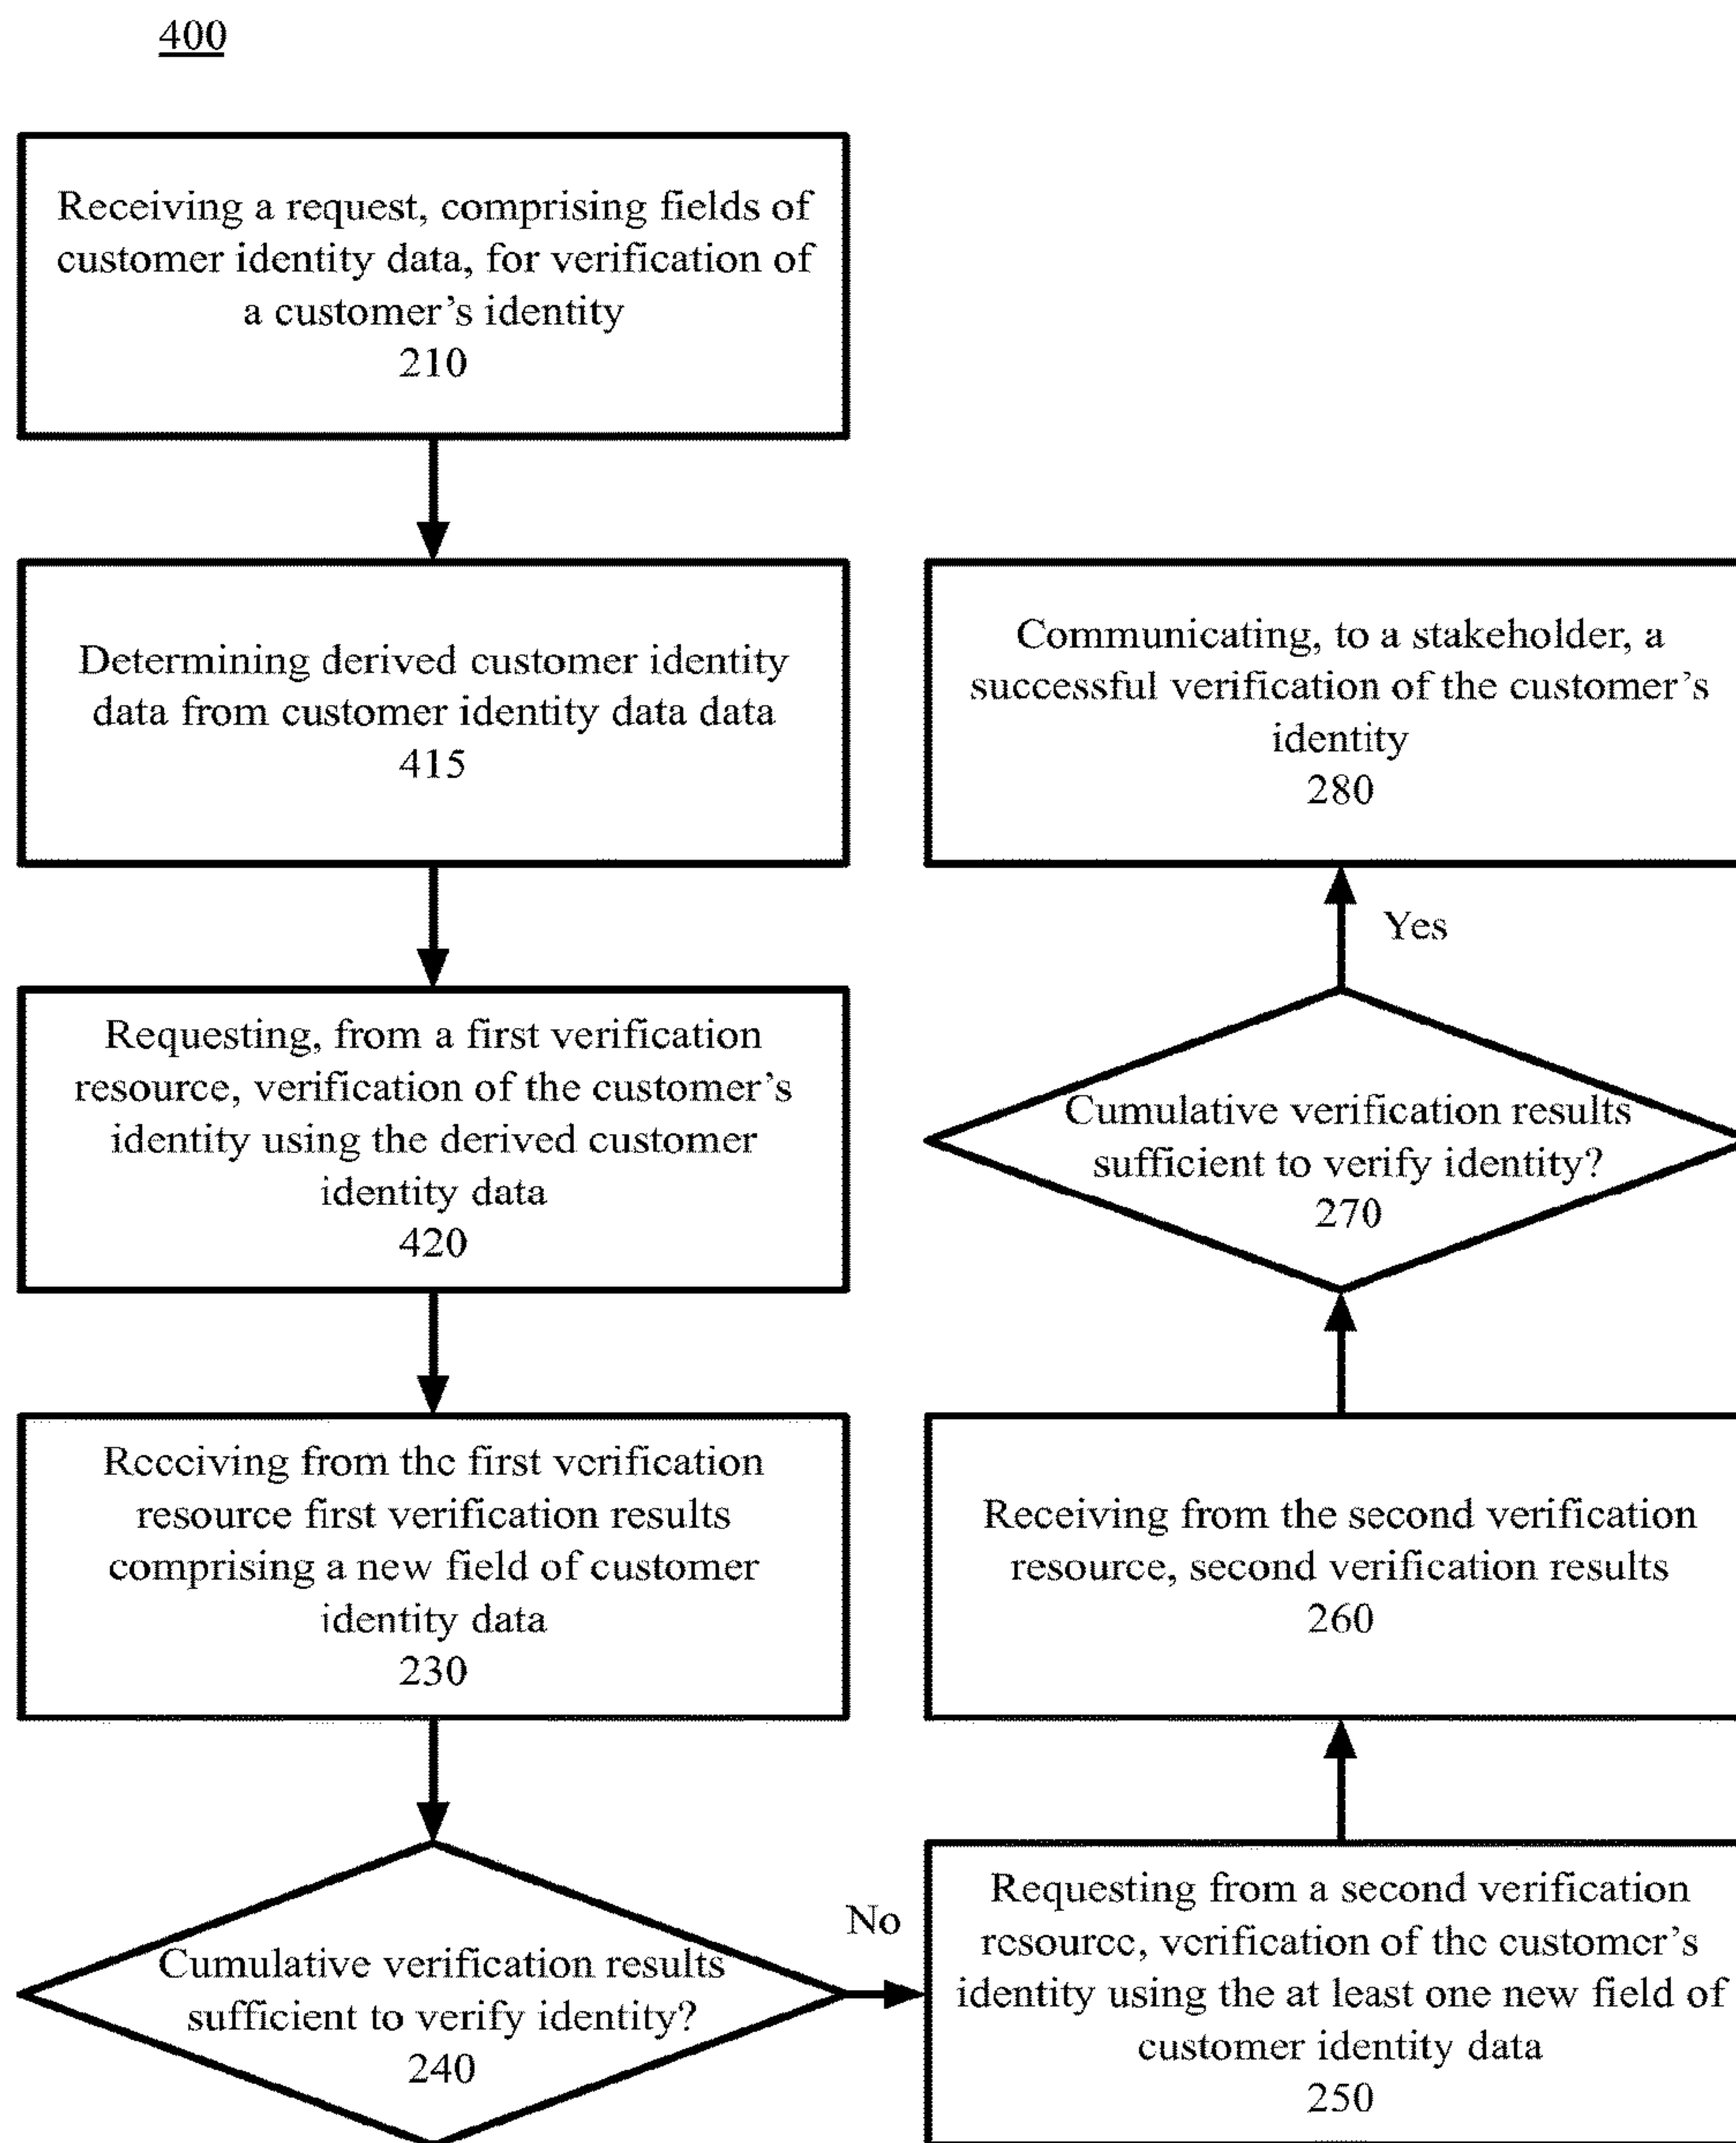 400
Receiving a request, comprising fields of
customer identity data, for verification of
a customer's identity
210
Determining derived customer identity
data from customer identity data data
415
Requesting, from a first verification
resource, verification of the customer's
identity using the derived customer
identity data
420
Receiving from the first verification
resource first verification results
comprising a new field of customer
identity data
230
Cumulative verification results
sufficient to verify identity?
240
No
Requesting from a second verification
resource, verification of the customer's
identity using the at least one new field of
customer identity data
250
Receiving from the second verification
resource, second verification results
260
Cumulative verification results
sufficient to verify identity?
270
Yes
Communicating, to a stakeholder, a
successful verification of the customer's
identity
280